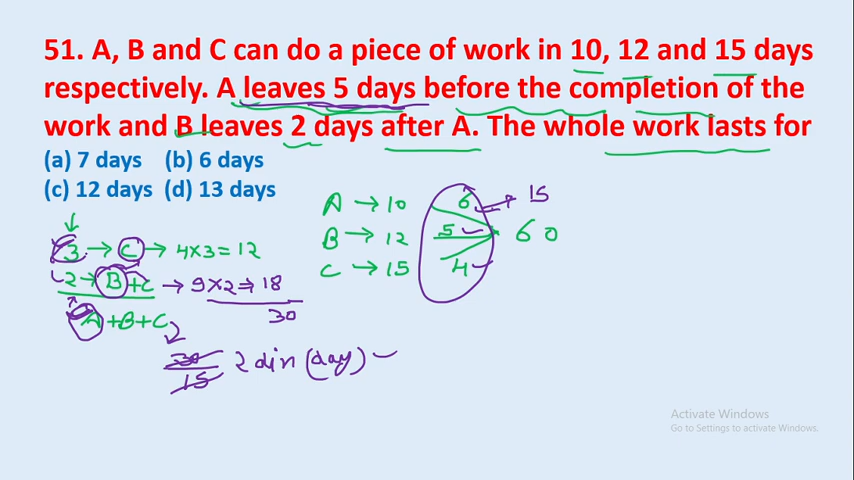 51. A, B and C can do a piece of work in 10, 12 and 15 days
respectively. A leaves 5 days before the completion of the
work and B leaves 2 days after A. The whole work lasts for
(a) 7 days (b) 6 days
(c) 12 days (d) 13 days
A → 10 6 → 15
B → 12 5 60
C → 15 4
3 → C → 4x3=12
2 → B+C → 9x2 = 18
30
A+B+C
2
30
15
2 din (day)
Activate Windows
Go to Settings to activate Windows.